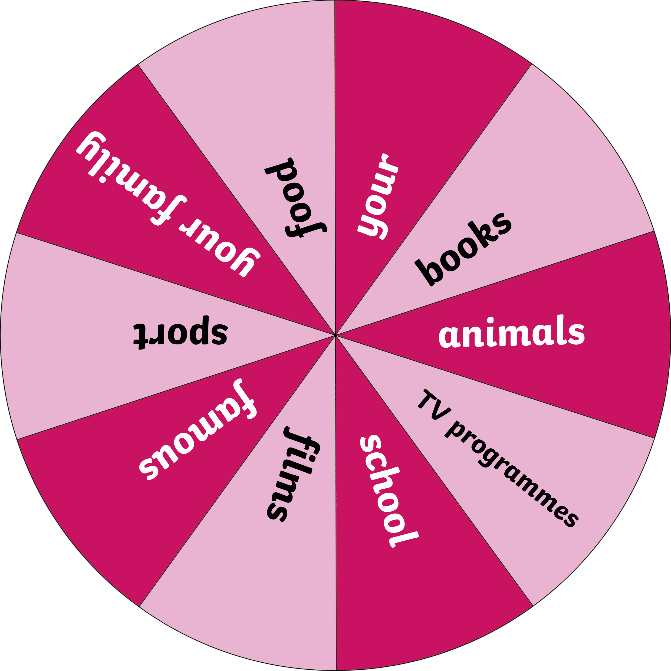 your
books
animals
TV programmes
school
films
famous
sport
your family
food